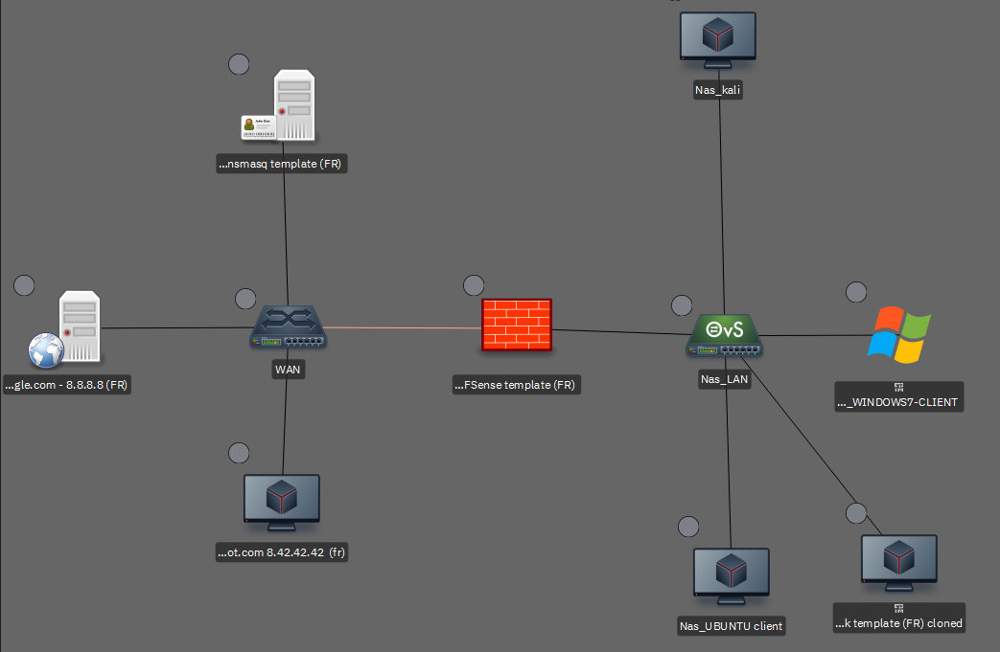 Nas_kali
...nsmasq template (FR)
...gle.com - 8.8.8.8 (FR)
WAN
...FSense template (FR)
OvS
Nas_LAN
..._WINDOWS7-CLIENT
...ot.com 8.42.42.42 (fr)
Nas_UBUNTU client
...k template (FR) cloned